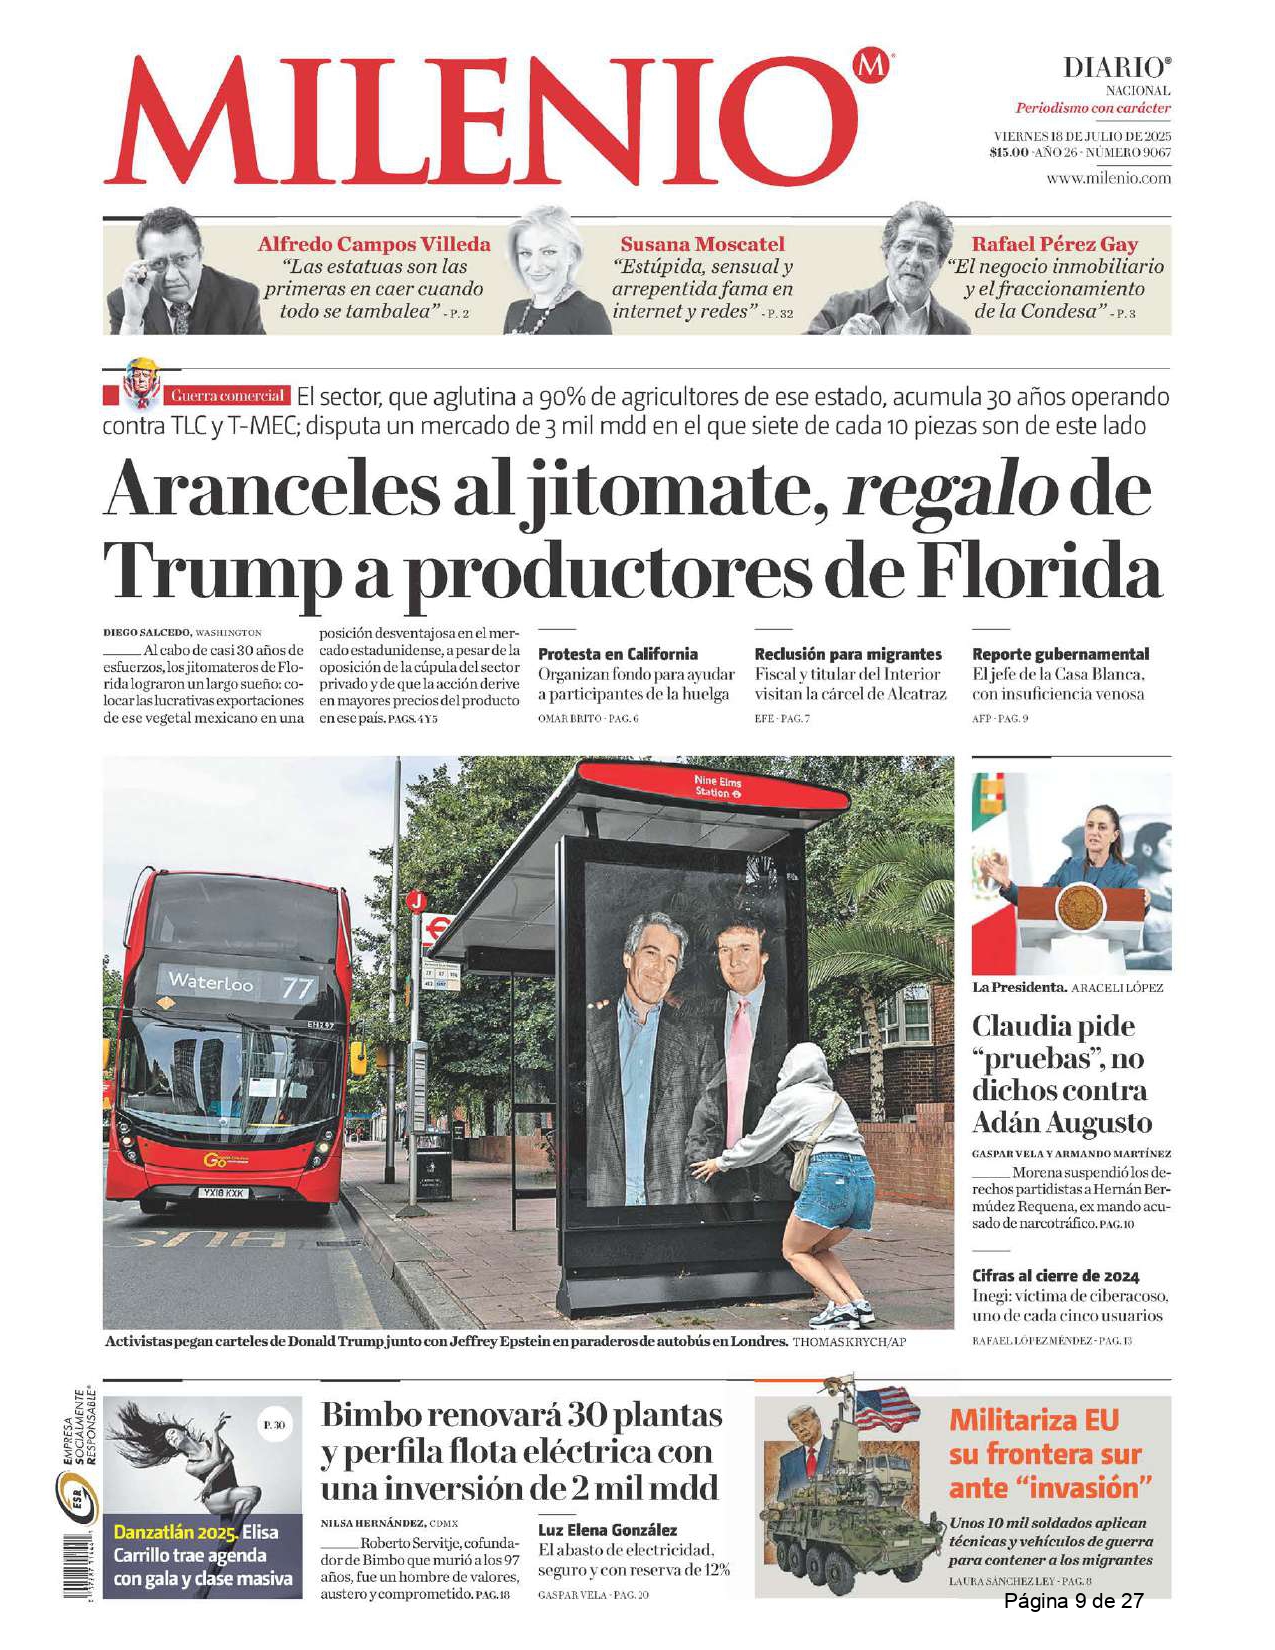 MILENIO
M
DIARIO®
NACIONAL
Periodismo con carácter
VIERNES 18 DE JULIO DE 2025
$15.00 · AÑO 26 · NÚMERO 9067
www.milenio.com
Alfredo Campos Villeda
“Las estatuas son las
primeras en caer cuando
todo se tambalea” - P. 2
Susana Moscatel
“Estúpida, sensual y
arrepentida fama en
internet y redes” - P. 32
Rafael Pérez Gay
“El negocio inmobiliario
y el fraccionamiento
de la Condesa” - P. 3
Guerra comercial El sector, que aglutina a 90% de agricultores de ese estado, acumula 30 años operando
contra TLC y T-MEC; disputa un mercado de 3 mil mdd en el que siete de cada 10 piezas son de este lado
Aranceles al jitomate, regalo de
Trump a productores de Florida
DIEGO SALCEDO, WASHINGTON
Al cabo de casi 30 años de
esfuerzos, los jitomateros de Flo-
rida lograron un largo sueño: co-
locar las lucrativas exportaciones
de ese vegetal mexicano en una
posición desventajosa en el mer-
cado estadunidense, a pesar de la
oposición de la cúpula del sector
privado y de que la acción derive
en mayores precios del producto
en ese país. PAGS. 4 Y 5
Protesta en California
Organizan fondo para ayudar
a participantes de la huelga
OMAR BRITO - PAG. 6
Reclusión para migrantes
Fiscal y titular del Interior
visitan la cárcel de Alcatraz
EFE - PAG. 7
Reporte gubernamental
El jefe de la Casa Blanca,
con insuficiencia venosa
AFP - PAG. 9
Nine Elms
Station
J
Waterloo 77
EH297
Go
YX18 KXK
BUS
Activistas pegan carteles de Donald Trump junto con Jeffrey Epstein en paraderos de autobús en Londres. THOMAS KRYCH/AP
La Presidenta. ARACELI LÓPEZ
Claudia pide
“pruebas”, no
dichos contra
Adán Augusto
GASPAR VELA Y ARMANDO MARTÍNEZ
Morena suspendió los de-
rechos partidistas a Hernán Ber-
múdez Requena, ex mando acu-
sado de narcotráfico. PAG. 10
Cifras al cierre de 2024
Inegi: víctima de ciberacoso,
uno de cada cinco usuarios
RAFAEL LÓPEZ MÉNDEZ - PAG. 13
EMPRESA
SOCIALMENTE
RESPONSABLE®
ESR
P. 30
Danzatlán 2025. Elisa
Carrillo trae agenda
con gala y clase masiva
Bimbo renovará 30 plantas
y perfila flota eléctrica con
una inversión de 2 mil mdd
NILSA HERNÁNDEZ, CDMX
Roberto Servitje, cofunda-
dor de Bimbo que murió a los 97
años, fue un hombre de valores,
austero y comprometido. PAG. 18
Luz Elena González
El abasto de electricidad,
seguro y con reserva de 12%
GASPAR VELA - PAG. 20
Militariza EU
su frontera sur
ante “invasión”
Unos 10 mil soldados aplican
técnicas y vehículos de guerra
para contener a los migrantes
LAURA SÁNCHEZ LEY - PAG. 8
Página 9 de 27